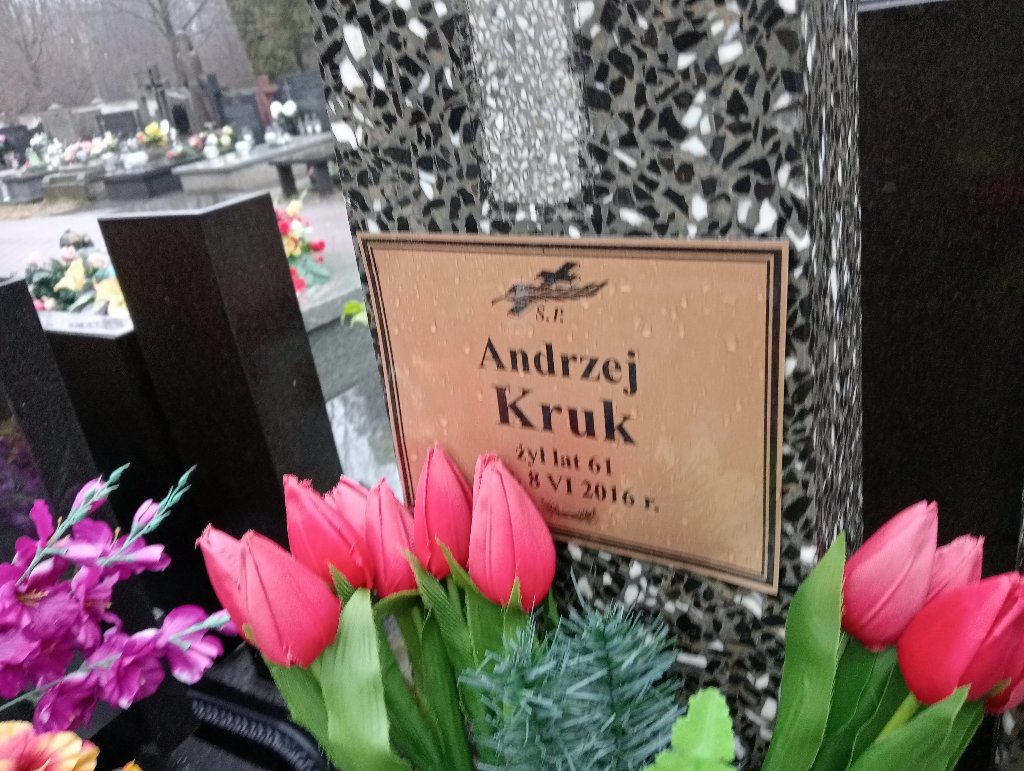 Ś.P.
Andrzej
Kruk
żył lat 61
8 VI 2016 r.